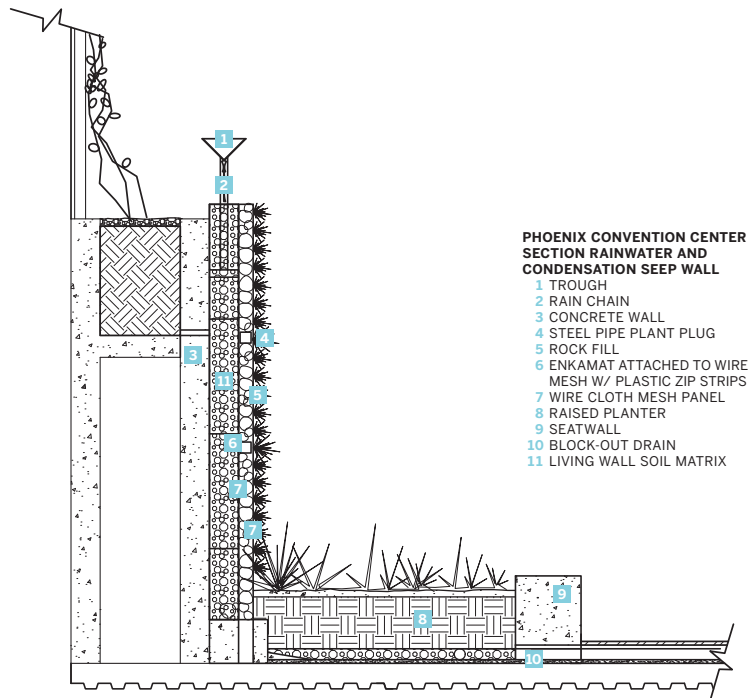 1
2
3
4
11
5
6
7
7
8
9
10
PHOENIX CONVENTION CENTER
SECTION RAINWATER AND
CONDENSATION SEEP WALL
1 TROUGH
2 RAIN CHAIN
3 CONCRETE WALL
4 STEEL PIPE PLANT PLUG
5 ROCK FILL
6 ENKAMAT ATTACHED TO WIRE
MESH W/ PLASTIC ZIP STRIPS
7 WIRE CLOTH MESH PANEL
8 RAISED PLANTER
9 SEATWALL
10 BLOCK-OUT DRAIN
11 LIVING WALL SOIL MATRIX